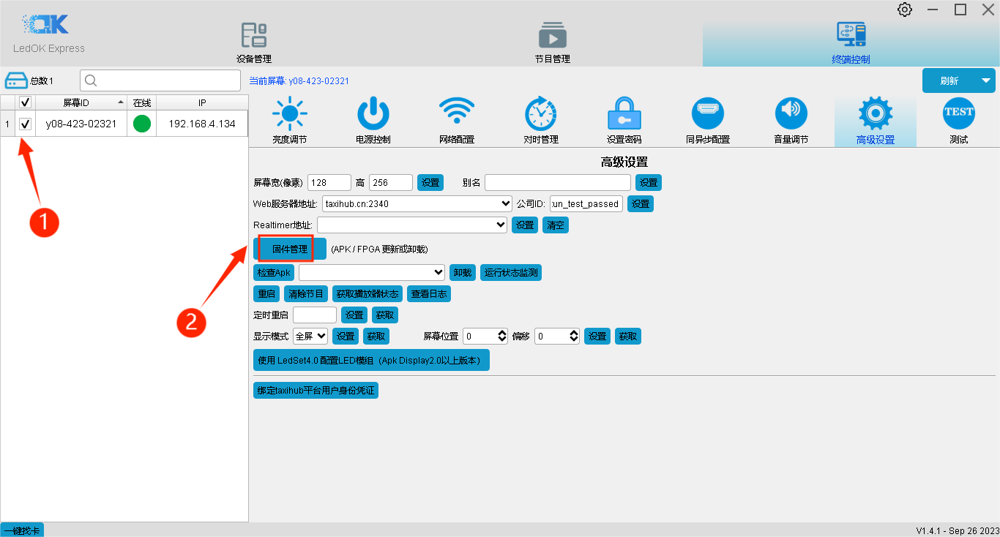 LedOK Express
设备管理
节目管理
终端控制
总数 1
当前屏幕: y08-423-02321
刷新
屏幕ID 在线 IP
1 y08-423-02321 192.168.4.134
亮度调节 电源控制 网络配置 对时管理 设置密码 同异步配置 音量调节 高级设置 测试
TEST
1
2
高级设置
屏幕宽(像素) 128 高 256 设置 别名 设置
Web服务器地址: taxihub.cn:2340 公司ID: :un_test_passed 设置
Realtimer地址: 设置 清空
固件管理 (APK / FPGA 更新或卸载)
检查Apk 卸载 运行状态监测
重启 清除节目 获取播放器状态 查看日志
定时重启 设置 获取
显示模式 全屏 设置 获取 屏幕位置 0 偏移 0 设置 获取
使用 LedSet4.0 配置LED模组（Apk Display2.0以上版本）
绑定taxihub平台用户身份凭证
一键找卡
V1.4.1 - Sep 26 2023